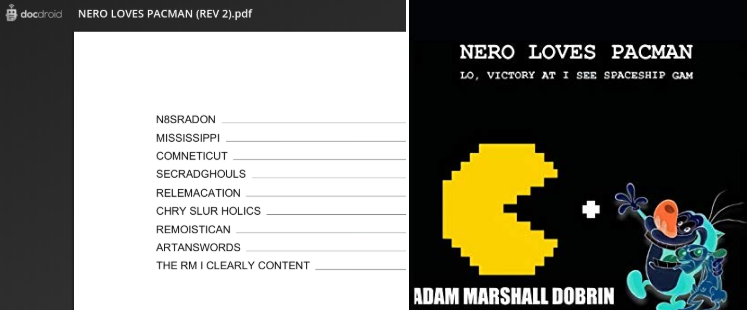 docdroid NERO LOVES PACMAN (REV 2).pdf
N8SRADON
MISSISSIPPI
COMNETICUT
SECRADGHOULS
RELEMACATION
CHRY SLUR HOLICS
REMOISTICAN
ARTANSWORDS
THE RM I CLEARLY CONTENT
NERO LOVES PACMAN
LO, VICTORY AT I SEE SPACESHIP GAM
ADAM MARSHALL DOBRIN